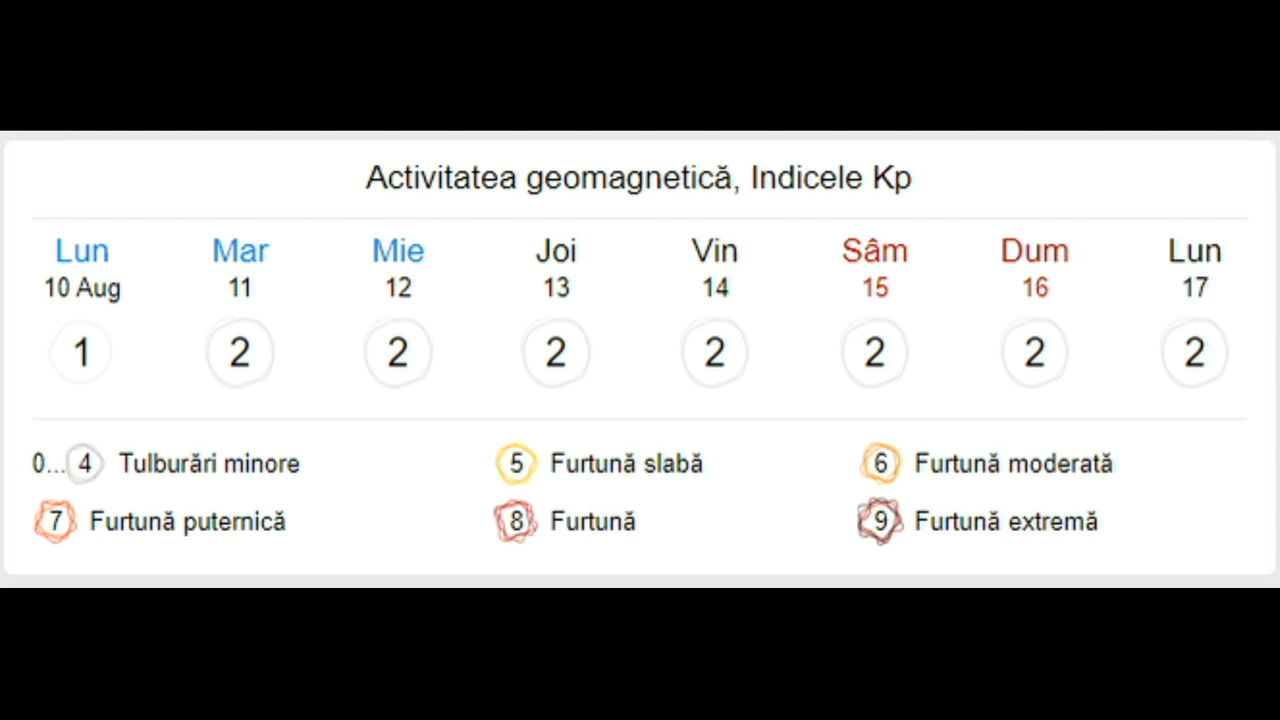 Activitatea geomagnetică, Indicele Kp
Lun Mar Mie Joi Vin Sâm Dum Lun
10 Aug 11 12 13 14 15 16 17
1 2 2 2 2 2 2 2
0... 4 Tulburări minore 5 Furtună slabă 6 Furtună moderată
7 Furtună puternică 8 Furtună 9 Furtună extremă